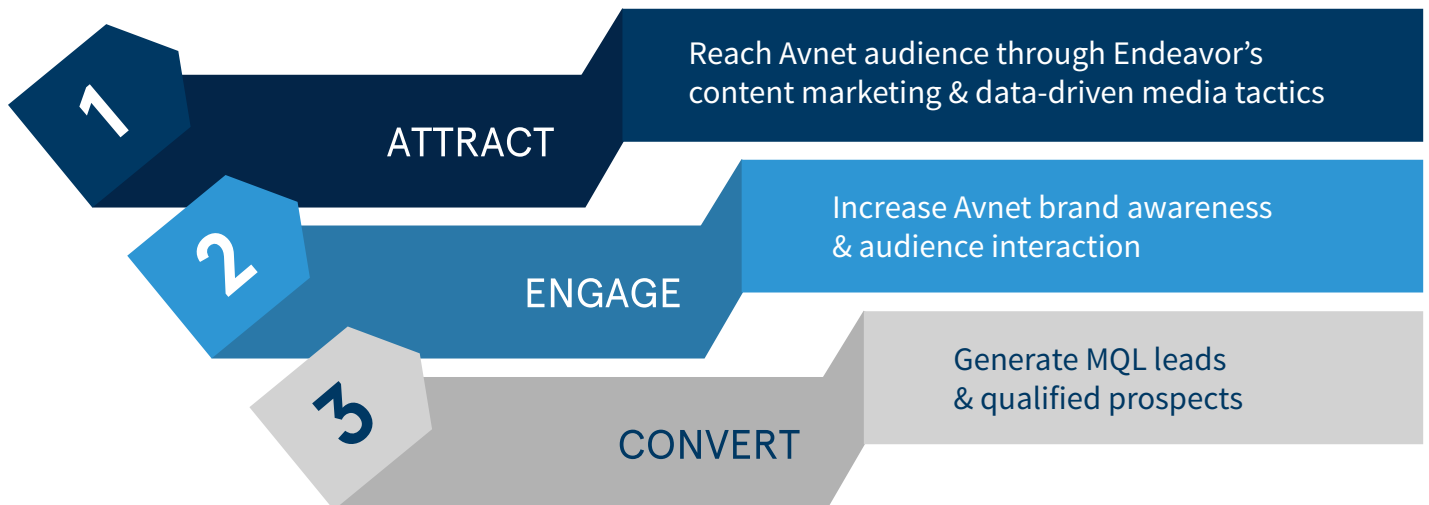 1
ATTRACT
Reach Avnet audience through Endeavor’s
content marketing & data-driven media tactics
2
ENGAGE
Increase Avnet brand awareness
& audience interaction
3
CONVERT
Generate MQL leads
& qualified prospects